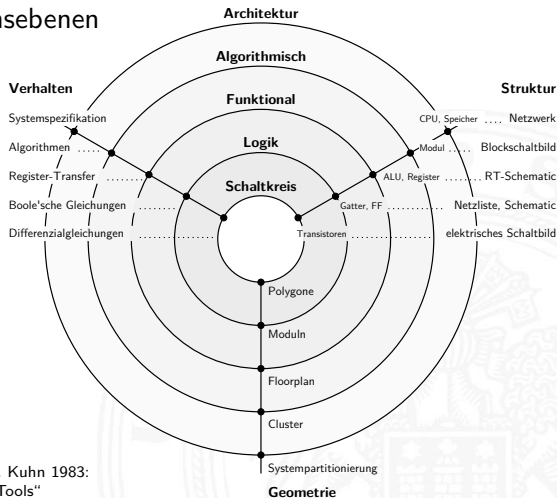 nsebenen
Architektur
Algorithmisch
Funktional
Logik
Schaltkreis
Verhalten
Systemspezifikation
Algorithmen .....
Register-Transfer ........
Boole'sche Gleichungen ..........
Differenzialgleichungen ..................
Struktur
CPU, Speicher .... Netzwerk
Modul ..... Blockschaltbild
ALU, Register ..... RT-Schematic
Gatter, FF ............. Netzliste, Schematic
Transistoren .................. elektrisches Schaltbild
Polygone
Moduln
Floorplan
Cluster
Systempartitionierung
Geometrie
Kuhn 1983:
Tools“